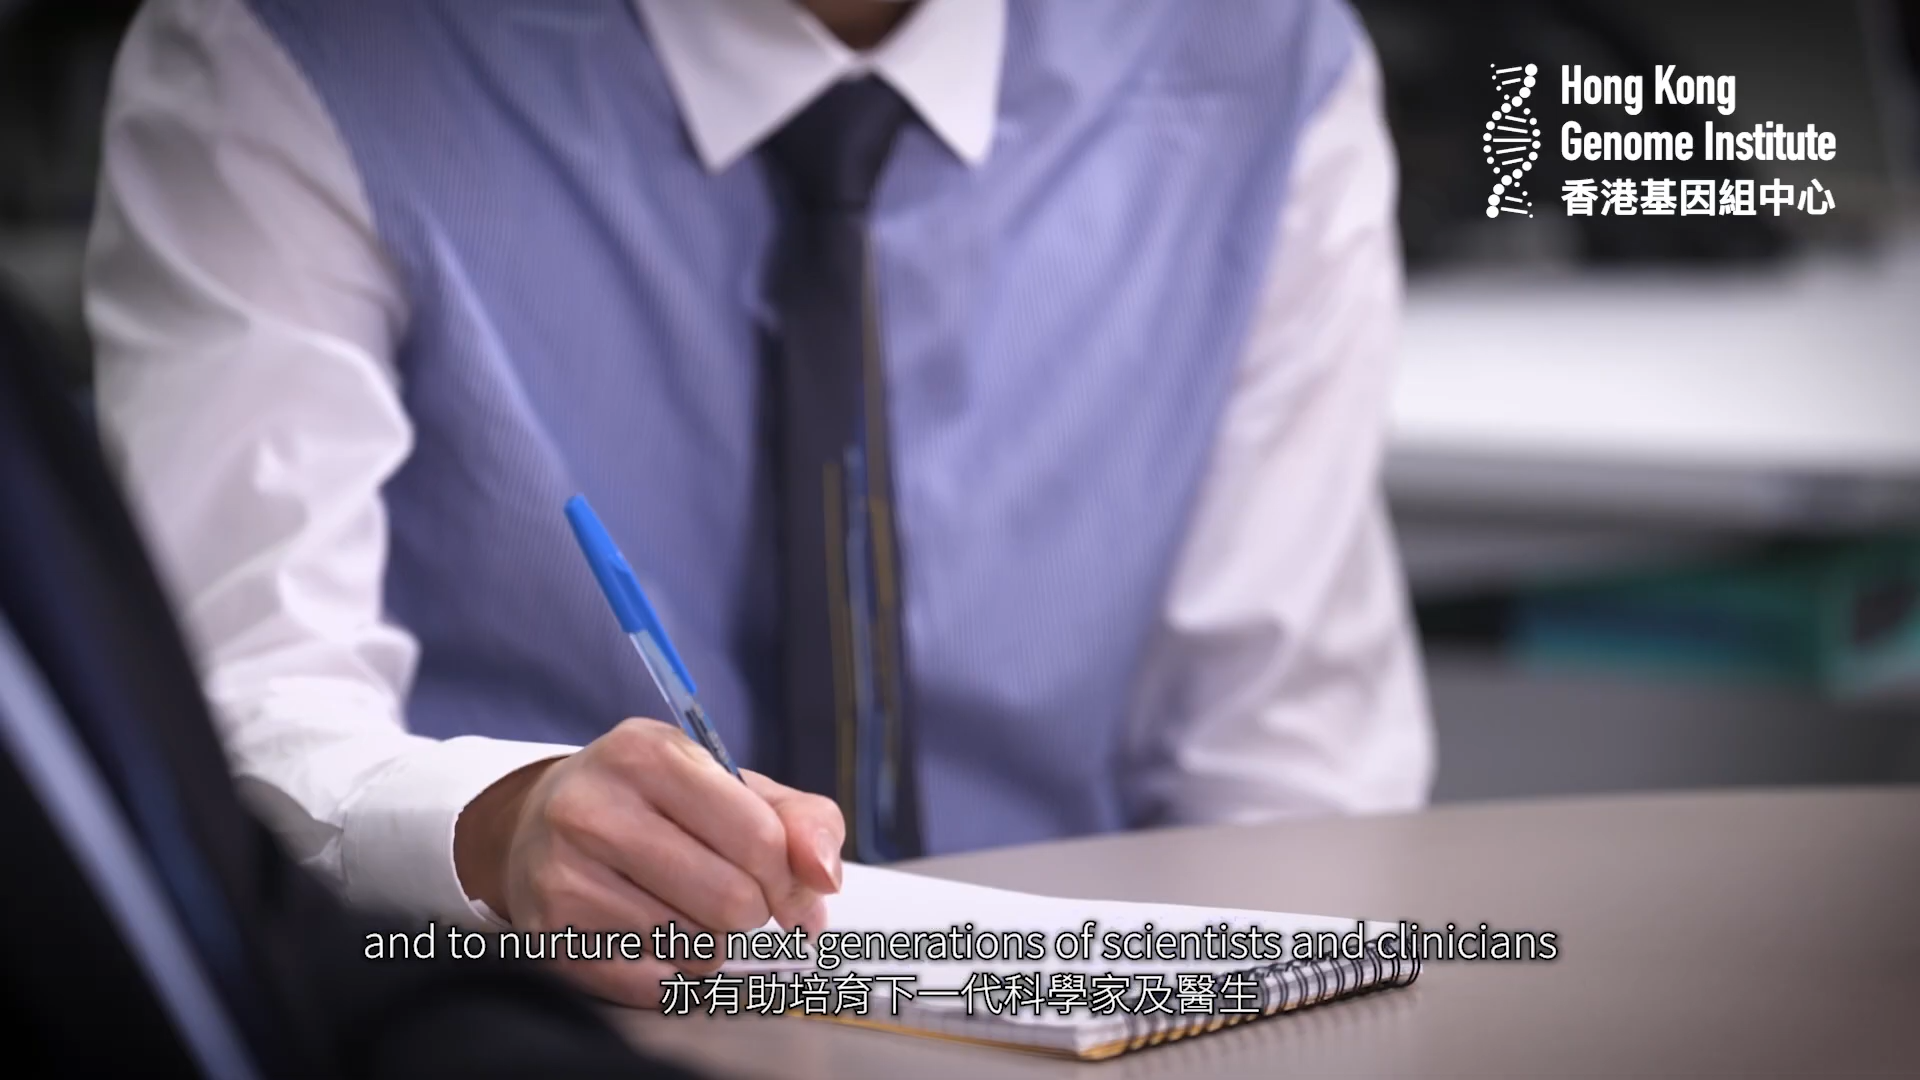 Hong Kong
Genome Institute
香港基因組中心
and to nurture the next generations of scientists and clinicians
亦有助培育下一代科學家及醫生